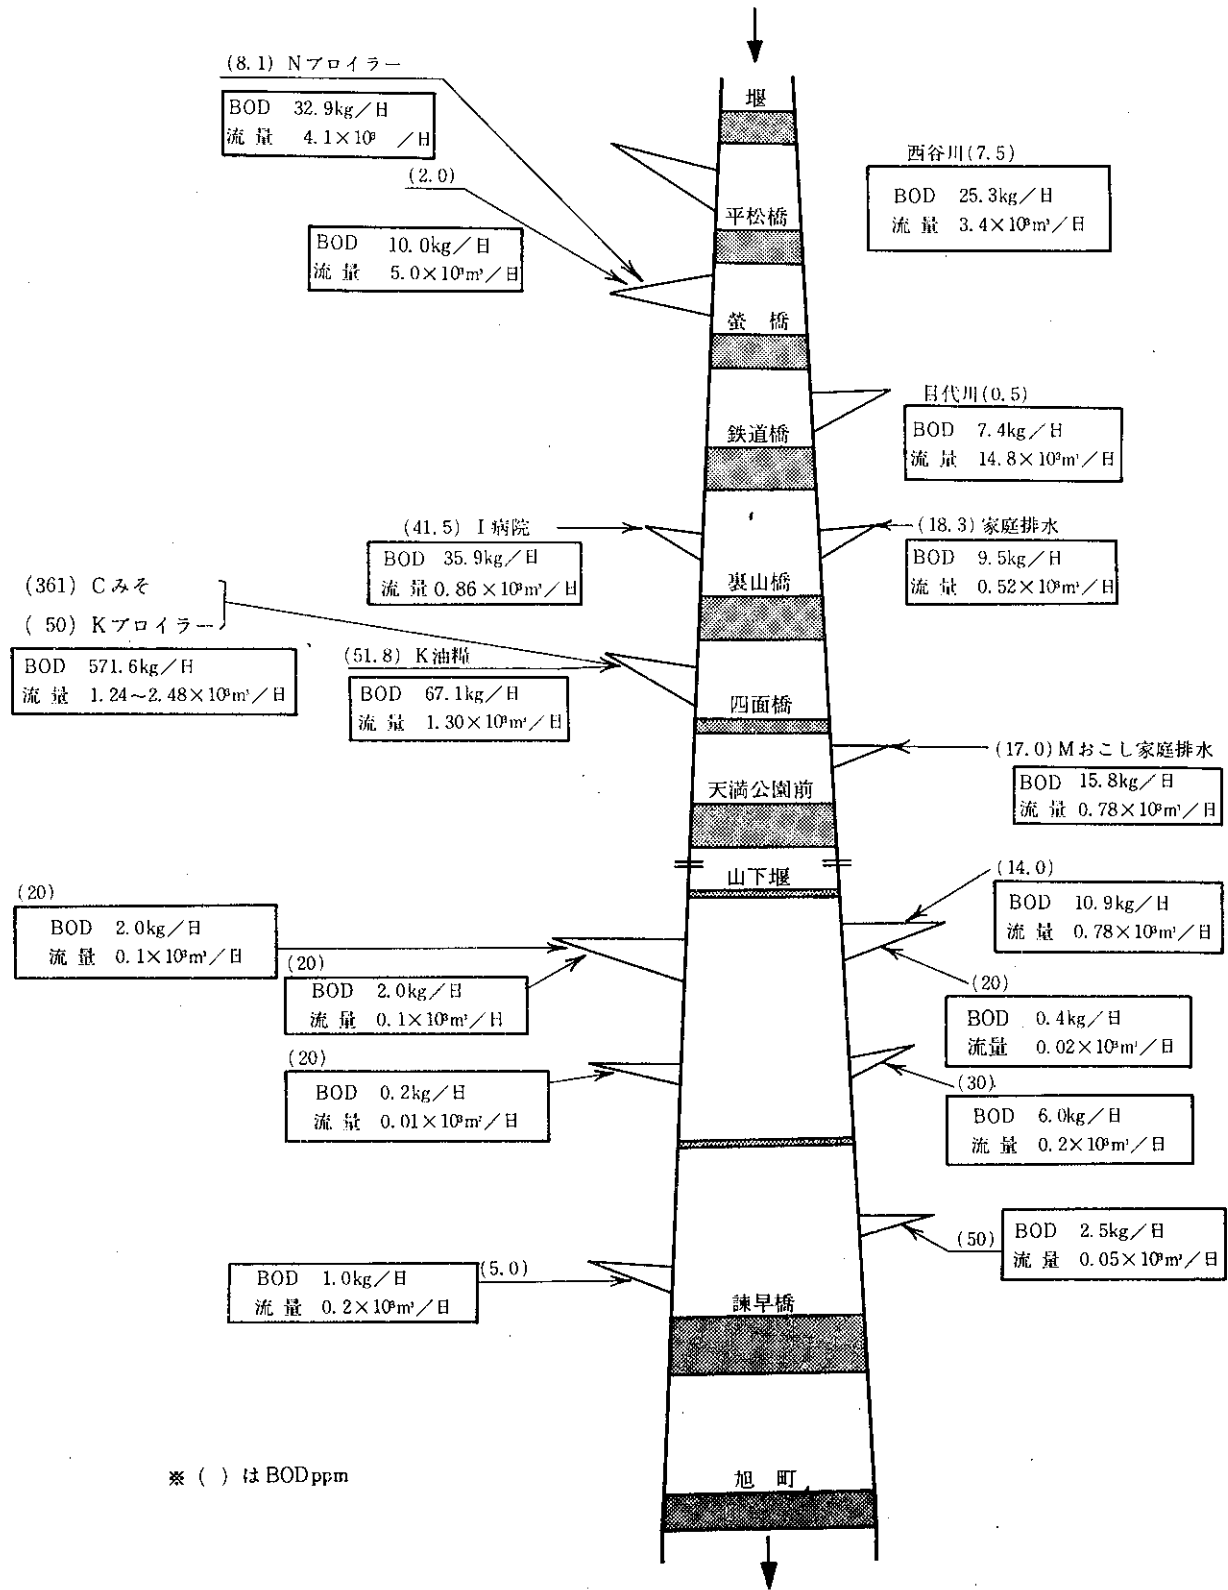 (8.1) Nブロイラー
BOD 32.9kg／日
流量 4.1×10³ ／日
(2.0)
BOD 10.0kg／日
流量 5.0×10³m³／日
堰
西谷川(7.5)
BOD 25.3kg／日
流量 3.4×10³m³／日
平松橋
螢橋
目代川(0.5)
BOD 7.4kg／日
流量 14.8×10³m³／日
鉄道橋
(41.5) I病院
BOD 35.9kg／日
流量 0.86×10³m³／日
(18.3)家庭排水
BOD 9.5kg／日
流量 0.52×10³m³／日
裏山橋
(361) Cみそ
(50) Kブロイラー
BOD 571.6kg／日
流量 1.24~2.48×10³m³／日
(51.8) K油糧
BOD 67.1kg／日
流量 1.30×10³m³／日
四面橋
(17.0)Mおこし家庭排水
BOD 15.8kg／日
流量 0.78×10³m³／日
天満公園前
山下堰
(20)
BOD 2.0kg／日
流量 0.1×10³m³／日
(20)
BOD 2.0kg／日
流量 0.1×10³m³／日
(14.0)
BOD 10.9kg／日
流量 0.78×10³m³／日
(20)
BOD 0.4kg／日
流量 0.02×10³m³／日
(20)
BOD 0.2kg／日
流量 0.01×10³m³／日
(30)
BOD 6.0kg／日
流量 0.2×10³m³／日
(50)
BOD 2.5kg／日
流量 0.05×10³m³／日
(5.0)
BOD 1.0kg／日
流量 0.2×10³m³／日
諫早橋
旭町
※ ( ) はBODppm